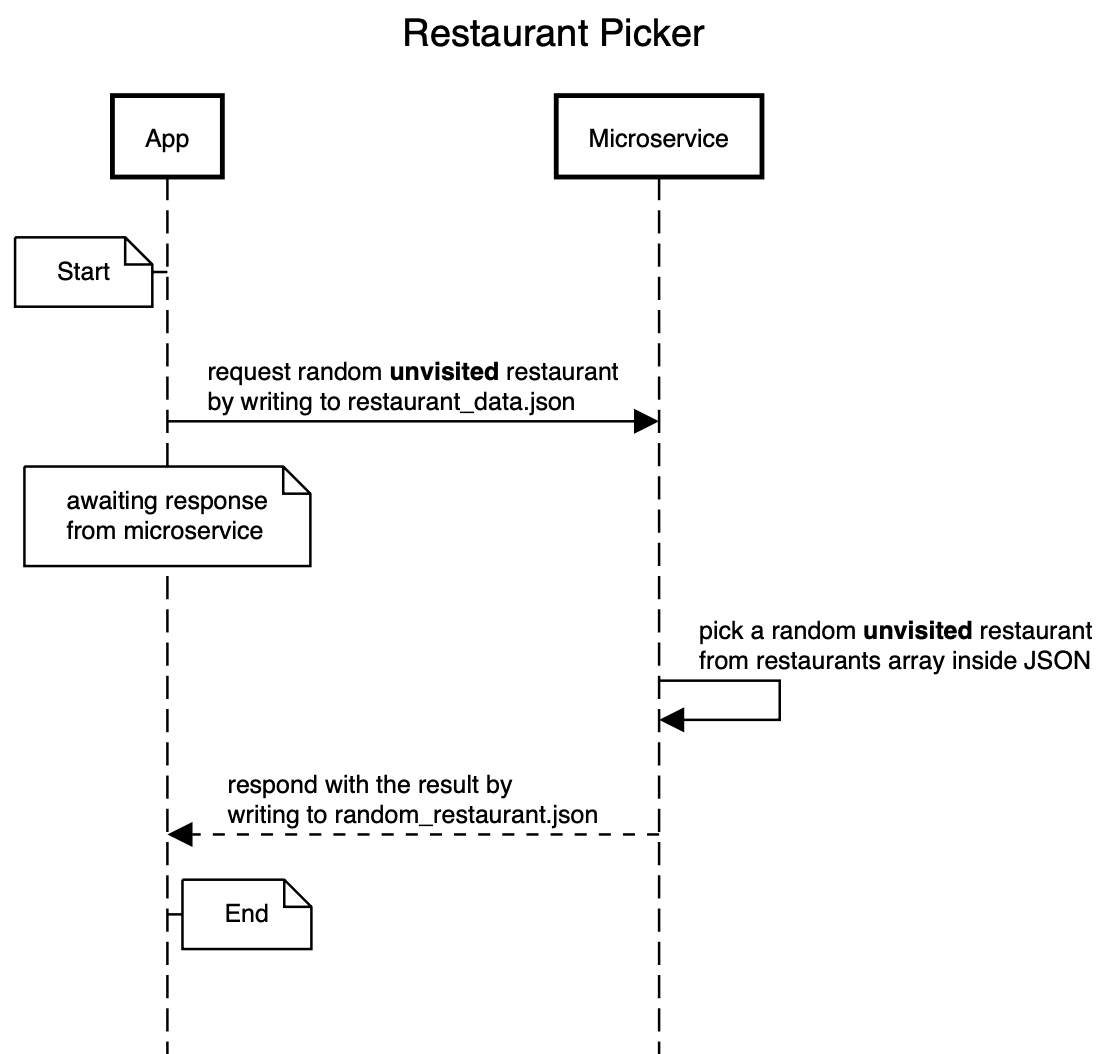 Restaurant Picker
App
Microservice
Start
request random unvisited restaurant
by writing to restaurant_data.json
awaiting response
from microservice
pick a random unvisited restaurant
from restaurants array inside JSON
respond with the result by
writing to random_restaurant.json
End